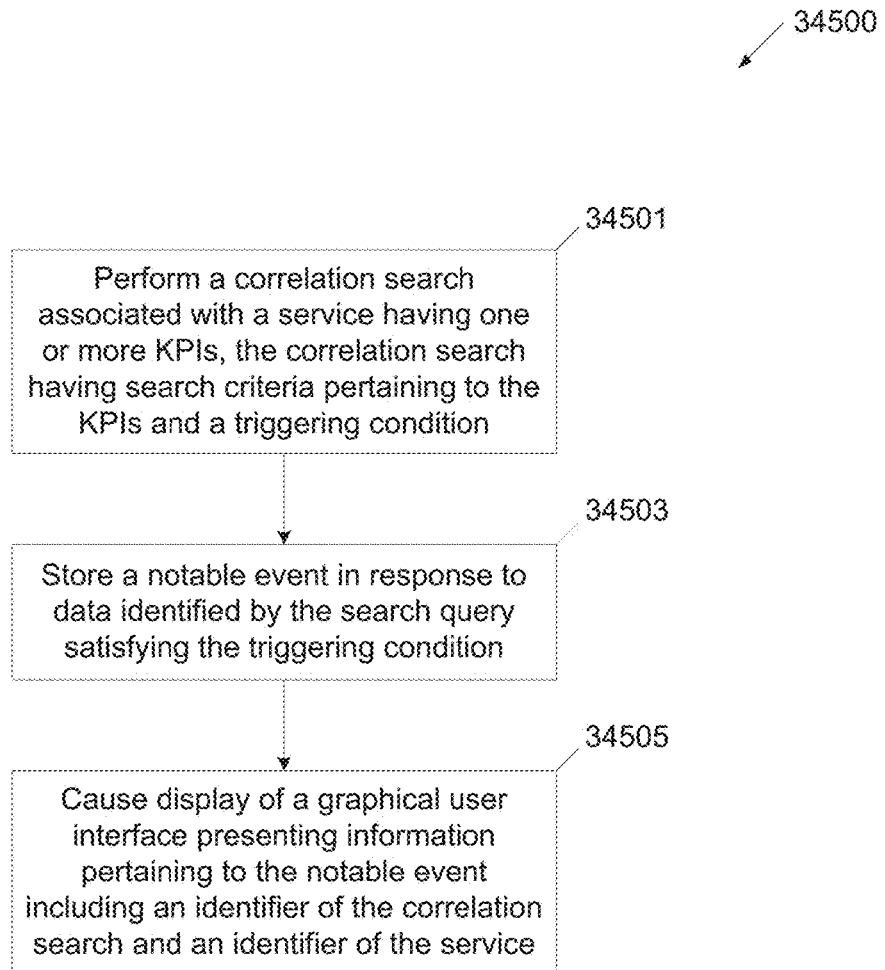 34500
34501
Perform a correlation search
associated with a service having one
or more KPIs, the correlation search
having search criteria pertaining to the
KPIs and a triggering condition
34503
Store a notable event in response to
data identified by the search query
satisfying the triggering condition
34505
Cause display of a graphical user
interface presenting information
pertaining to the notable event
including an identifier of the correlation
search and an identifier of the service